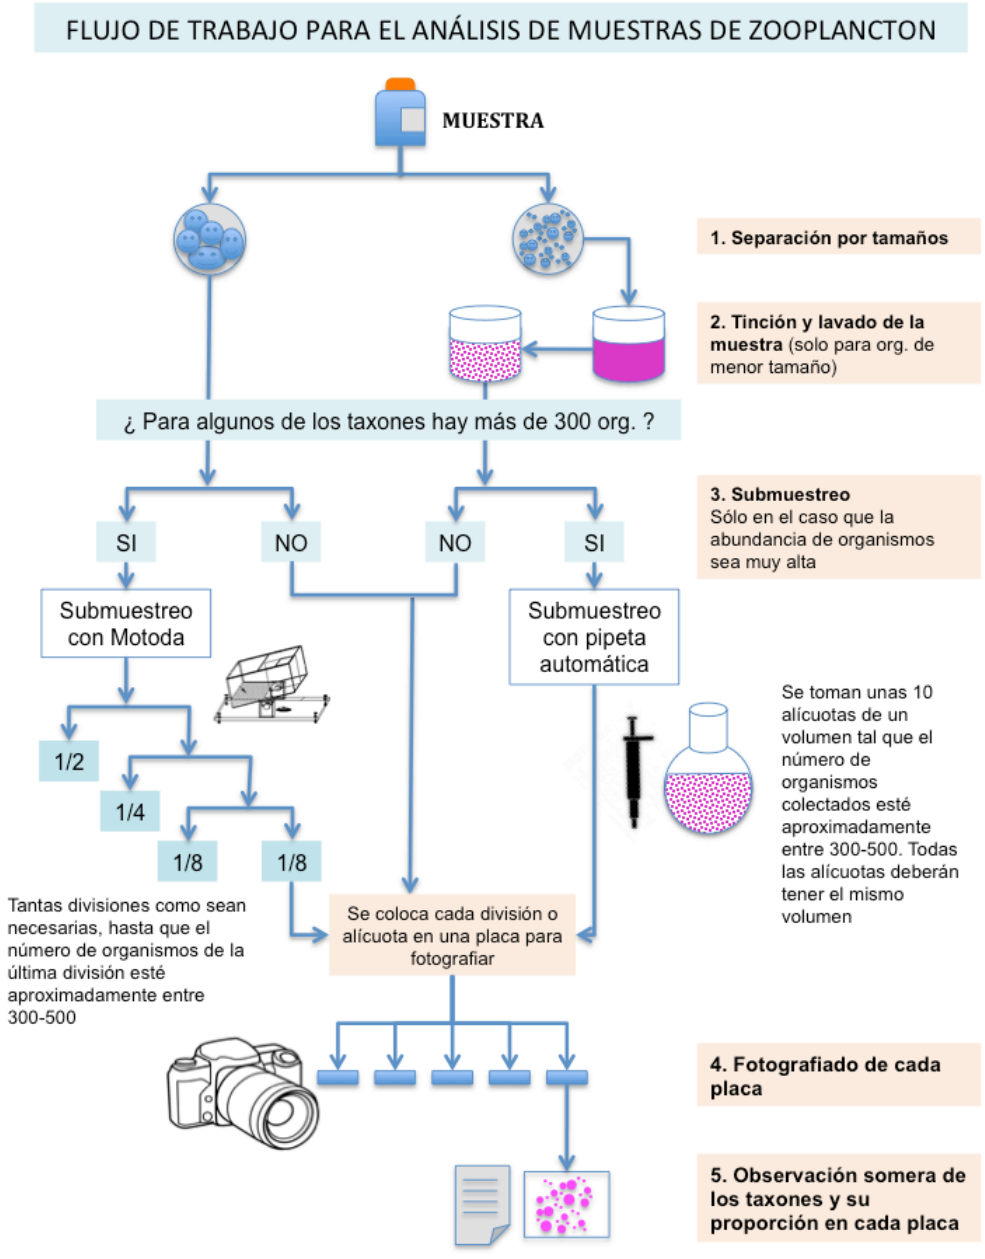 FLUJO DE TRABAJO PARA EL ANÁLISIS DE MUESTRAS DE ZOOPLANCTON
MUESTRA
1. Separación por tamaños
2. Tinción y lavado de la
muestra (solo para org. de
menor tamaño)
¿ Para algunos de los taxones hay más de 300 org. ?
3. Submuestreo
Sólo en el caso que la
abundancia de organismos
sea muy alta
SI
NO
NO
SI
Submuestreo
con Motoda
Submuestreo
con pipeta
automática
1/2
1/4
1/8
1/8
Se toman unas 10
alícuotas de un
volumen tal que el
número de
organismos
colectados esté
aproximadamente
entre 300-500. Todas
las alícuotas deberán
tener el mismo
volumen
Tantas divisiones como sean
necesarias, hasta que el
número de organismos de la
última división esté
aproximadamente entre
300-500
Se coloca cada división o
alícuota en una placa para
fotografiar
4. Fotografiado de cada
placa
5. Observación somera de
los taxones y su
proporción en cada placa